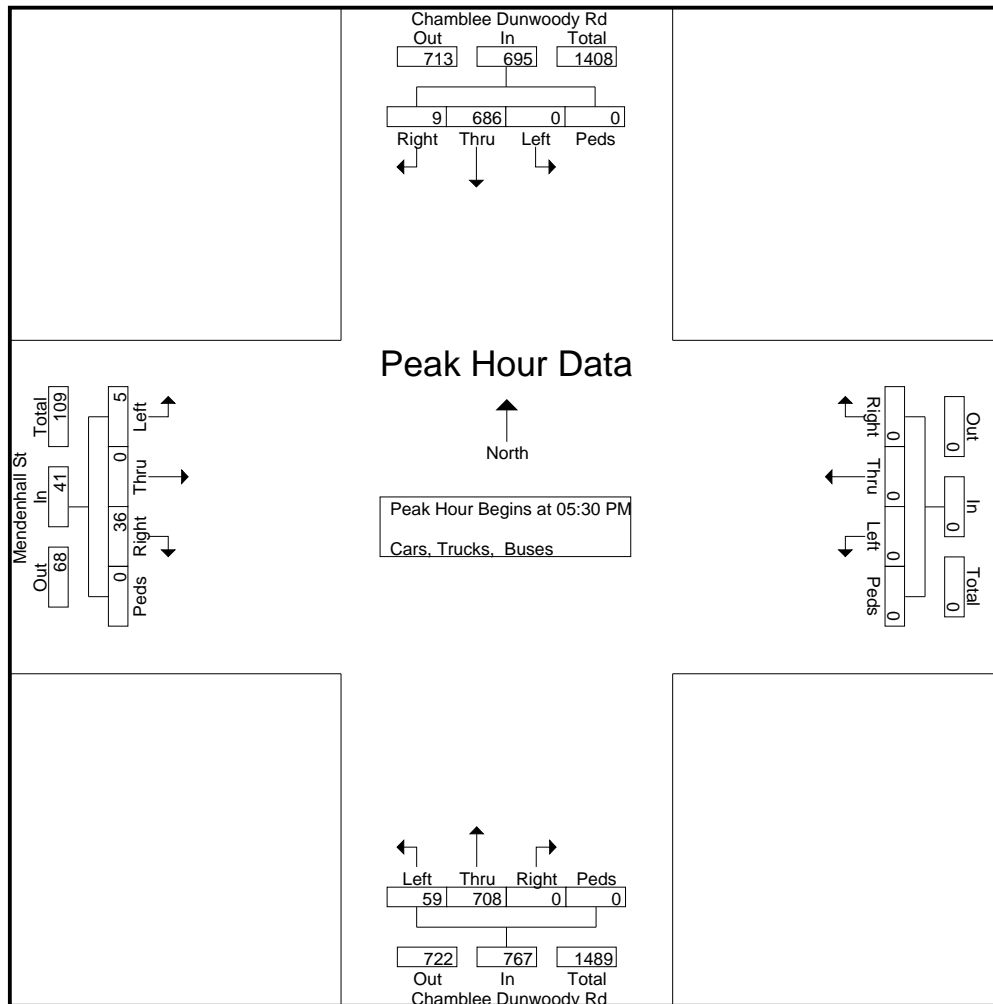 Chamblee Dunwoody Rd
Out In Total
713 695 1408
9 686 0 0
Right Thru Left Peds
Peak Hour Data
North
Peak Hour Begins at 05:30 PM
Cars, Trucks, Buses
Mendenhall St
Total In Out
109 41 68
5 0 36 0
Left Thru Right Peds
Right Thru Left Peds
0 0 0 0
Out In Total
0 0 0
Left Thru Right Peds
59 708 0 0
722 767 1489
Out In Total
Chamblee Dunwoody Rd